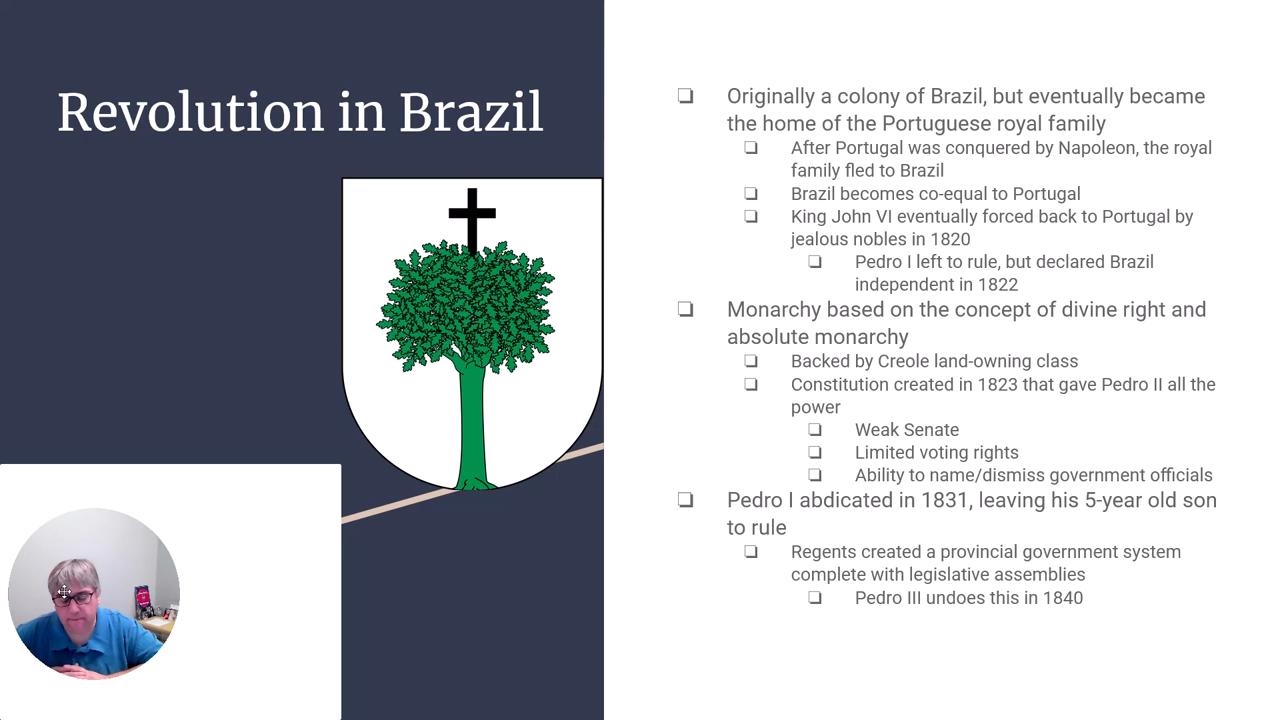 Revolution in Brazil
❏ Originally a colony of Brazil, but eventually became
the home of the Portuguese royal family
❏ After Portugal was conquered by Napoleon, the royal
family fled to Brazil
❏ Brazil becomes co-equal to Portugal
❏ King John VI eventually forced back to Portugal by
jealous nobles in 1820
❏ Pedro I left to rule, but declared Brazil
independent in 1822
❏ Monarchy based on the concept of divine right and
absolute monarchy
❏ Backed by Creole land-owning class
❏ Constitution created in 1823 that gave Pedro II all the
power
❏ Weak Senate
❏ Limited voting rights
❏ Ability to name/dismiss government officials
❏ Pedro I abdicated in 1831, leaving his 5-year old son
to rule
❏ Regents created a provincial government system
complete with legislative assemblies
❏ Pedro III undoes this in 1840